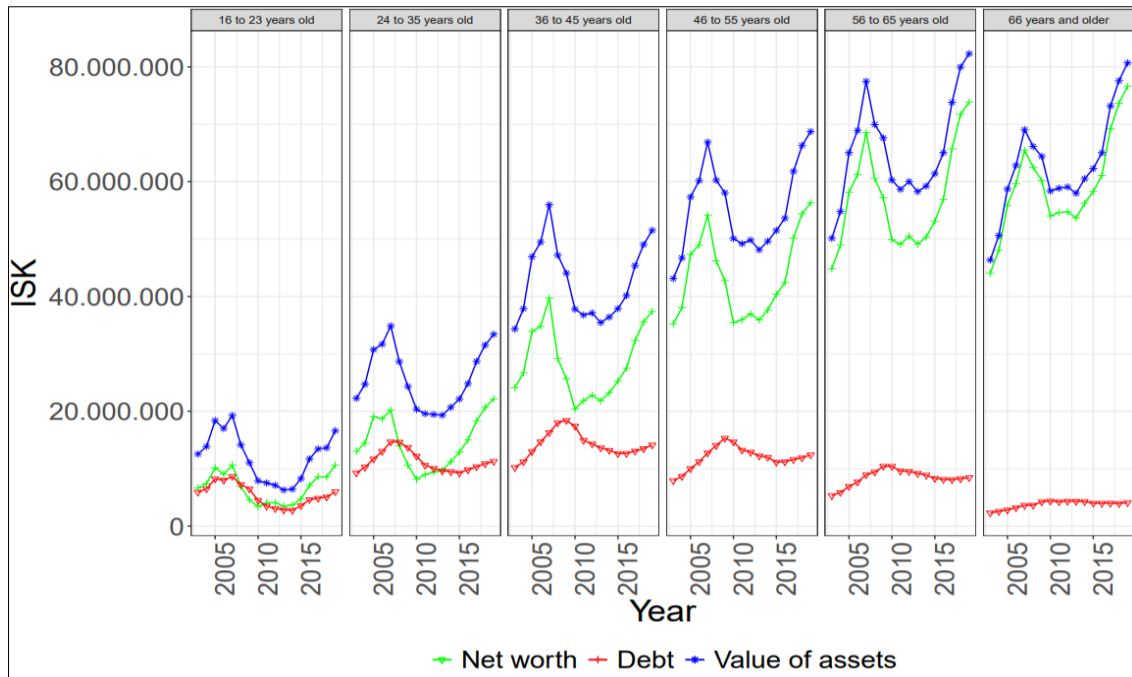 16 to 23 years old 24 to 35 years old 36 to 45 years old 46 to 55 years old 56 to 65 years old 66 years and older
80.000.000
60.000.000
40.000.000
20.000.000
0
ISK
2005 2010 2015 2005 2010 2015 2005 2010 2015 2005 2010 2015 2005 2010 2015 2005 2010 2015
Year
Net worth Debt Value of assets